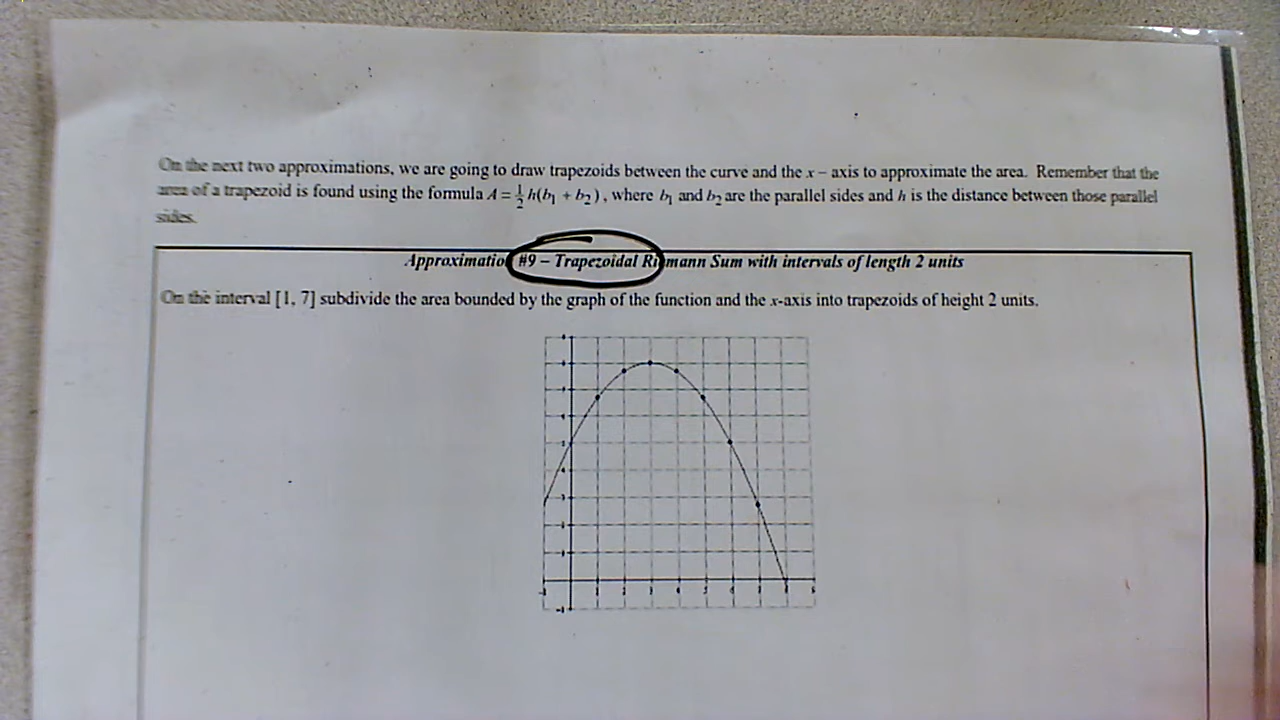 On the next two approximations, we are going to draw trapezoids between the curve and the x – axis to approximate the area. Remember that the
area of a trapezoid is found using the formula A = ½ h(b₁ + b₂), where b₁ and b₂ are the parallel sides and h is the distance between those parallel
sides.
Approximation #9 – Trapezoidal Riemann Sum with intervals of length 2 units
On the interval [1, 7] subdivide the area bounded by the graph of the function and the x-axis into trapezoids of height 2 units.